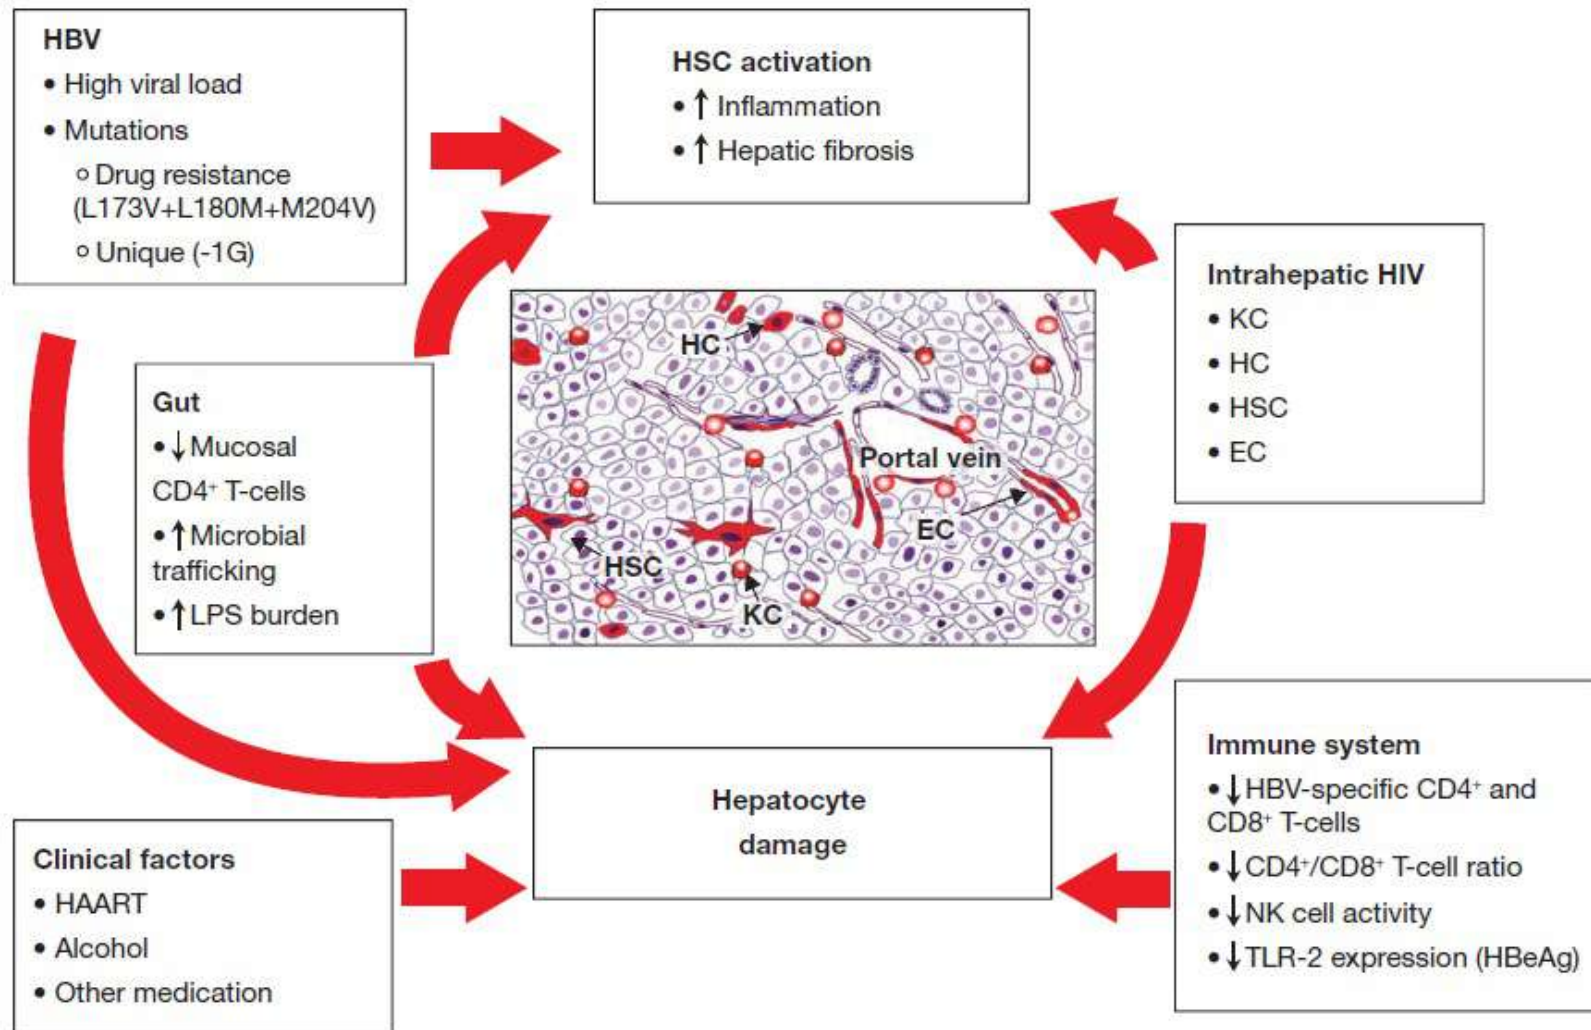 HBV
• High viral load
• Mutations
○ Drug resistance
(L173V+L180M+M204V)
○ Unique (-1G)
HSC activation
• ↑ Inflammation
• ↑ Hepatic fibrosis
Intrahepatic HIV
• KC
• HC
• HSC
• EC
Gut
• ↓ Mucosal
CD4⁺ T-cells
• ↑ Microbial
trafficking
• ↑ LPS burden
HC
Portal vein
EC
HSC
KC
Hepatocyte
damage
Immune system
• ↓ HBV-specific CD4⁺ and
CD8⁺ T-cells
• ↓ CD4⁺/CD8⁺ T-cell ratio
• ↓ NK cell activity
• ↓ TLR-2 expression (HBeAg)
Clinical factors
• HAART
• Alcohol
• Other medication